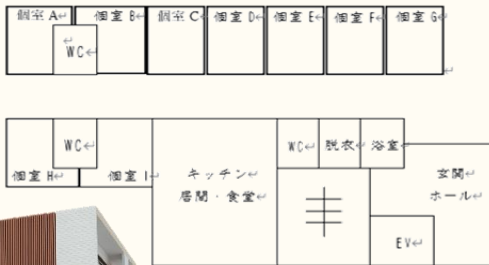 個室A 個室B 個室C 個室D 個室E 個室F 個室G
WC
WC WC 脱衣 浴室
個室H 個室I キッチン 玄関
居間・食堂 ホール
EV